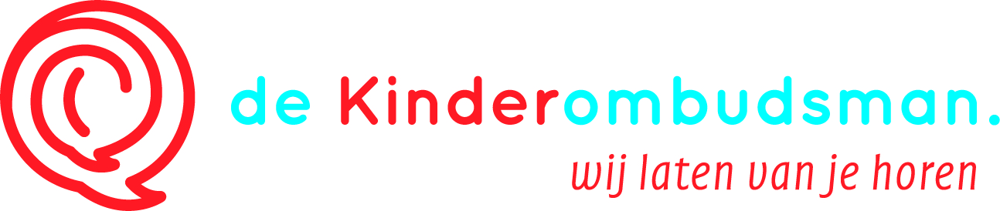 de Kinderombudsman.
wij laten van je horen